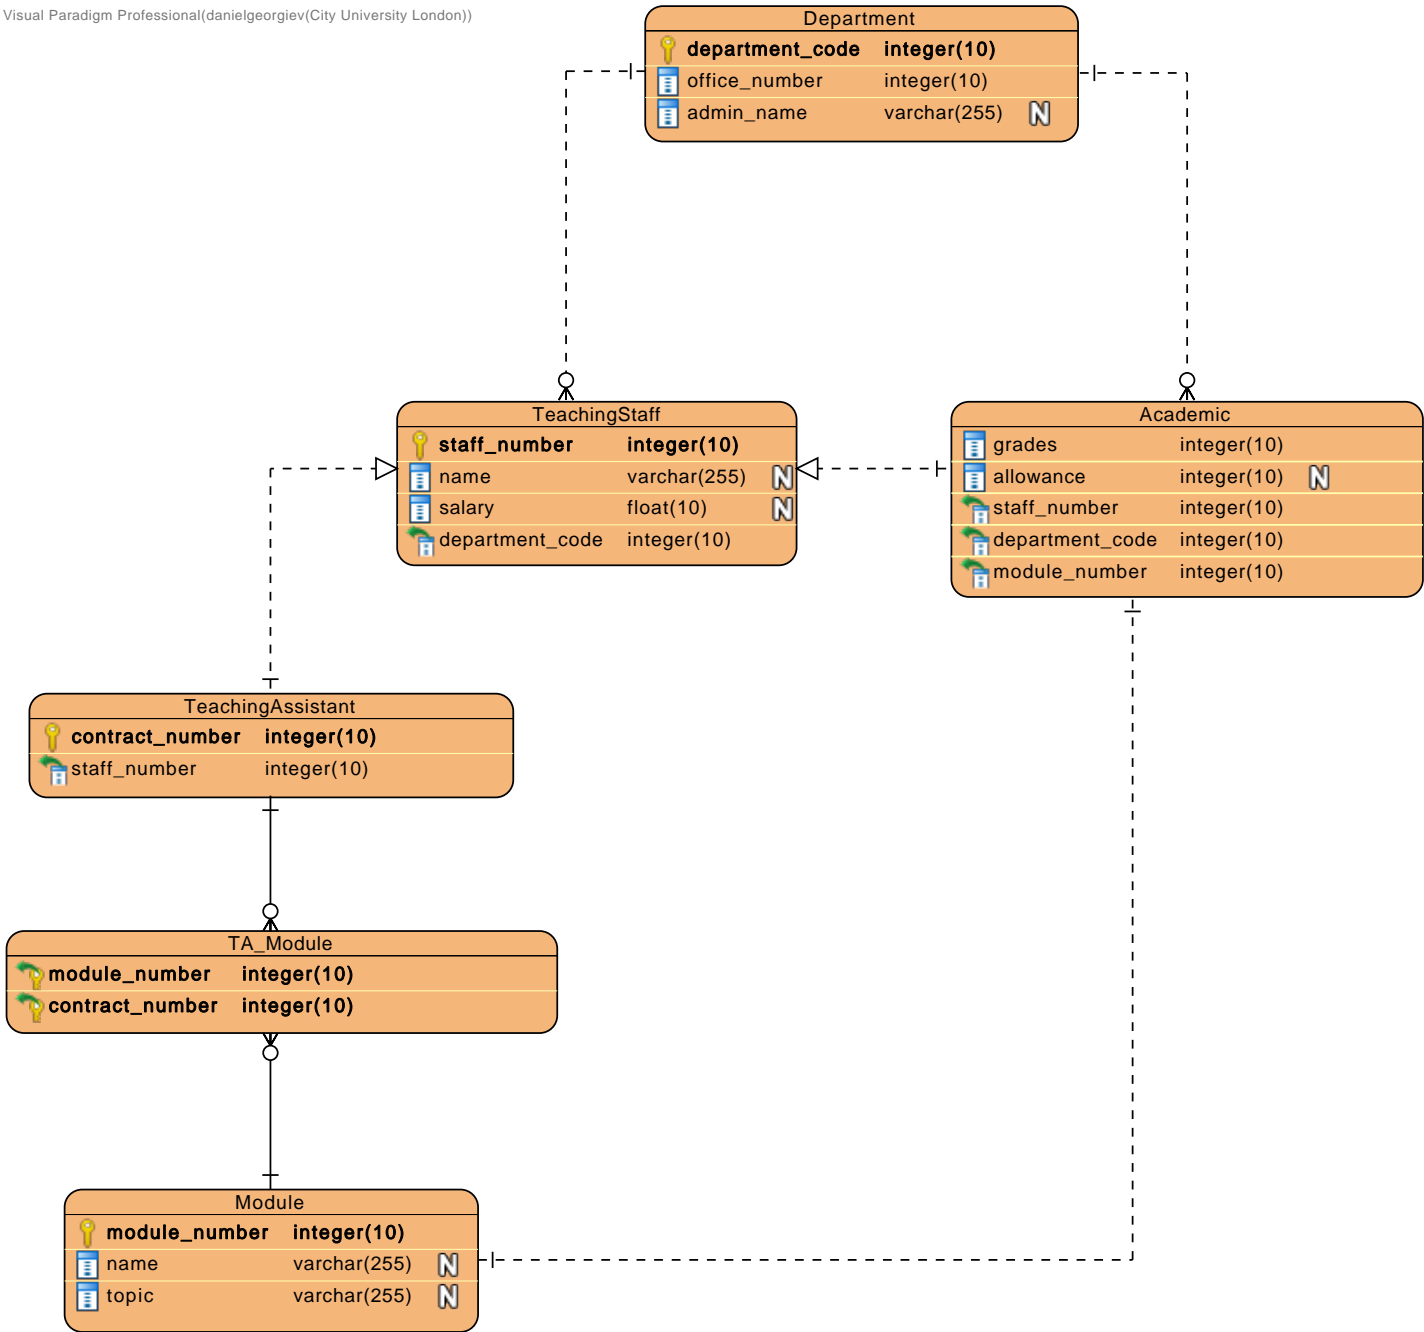 Visual Paradigm Professional(danielgeorgiev(City University London))
Department
department_code integer(10)
office_number integer(10)
admin_name varchar(255) N
TeachingStaff
staff_number integer(10)
name varchar(255) N
salary float(10) N
department_code integer(10)
Academic
grades integer(10)
allowance integer(10) N
staff_number integer(10)
department_code integer(10)
module_number integer(10)
TeachingAssistant
contract_number integer(10)
staff_number integer(10)
TA_Module
module_number integer(10)
contract_number integer(10)
Module
module_number integer(10)
name varchar(255) N
topic varchar(255) N